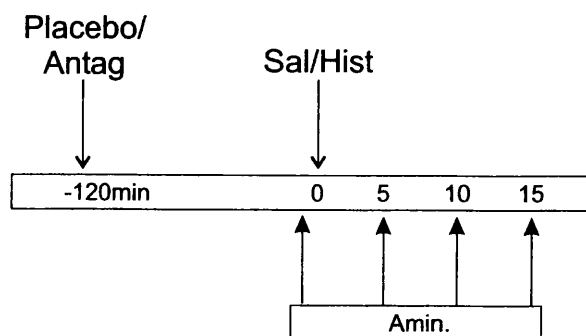 Placebo/
Antag
Sal/Hist
-120min 0 5 10 15
Amin.